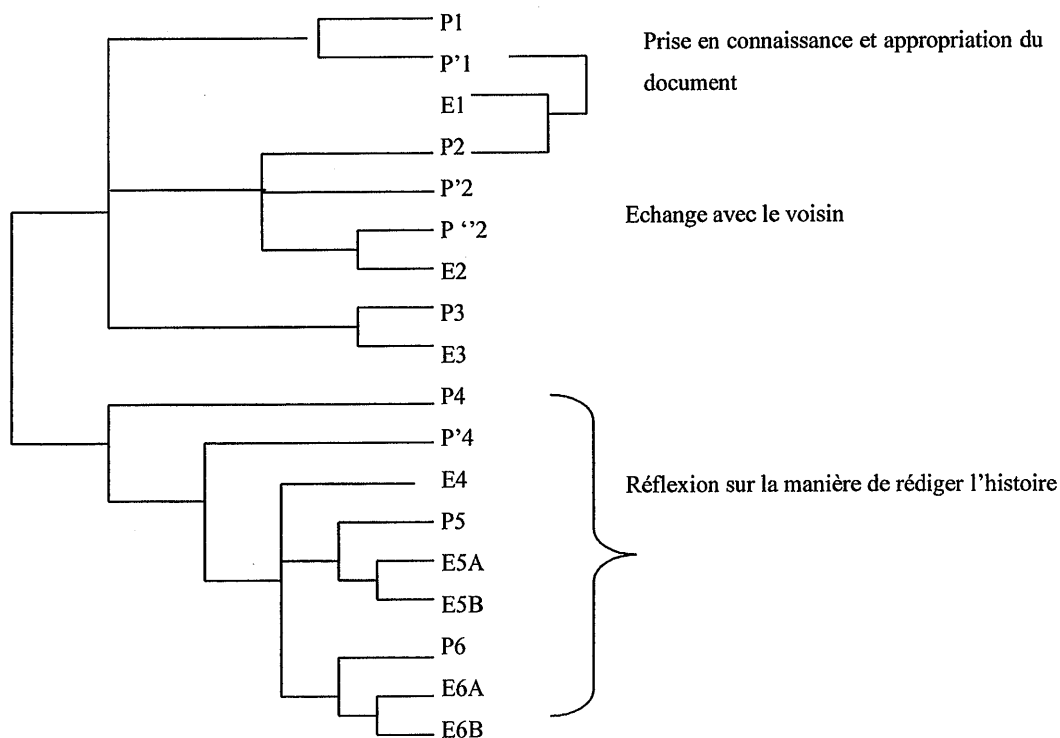 P1
Prise en connaissance et appropriation du
P'1
document
E1
P2
P'2
Echange avec le voisin
P ‘’2
E2
P3
E3
P4
P'4
E4
Réflexion sur la manière de rédiger l’histoire
P5
E5A
E5B
P6
E6A
E6B